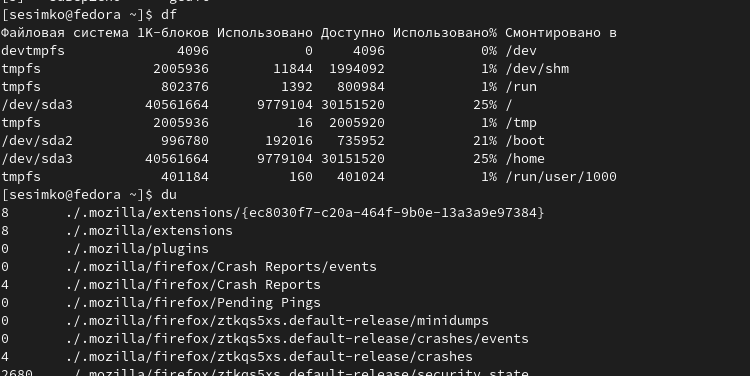 [sesimko@fedora ~]$ df
Файловая система 1K-блоков Использовано Доступно Использовано% Смонтировано в
devtmpfs 4096 0 4096 0% /dev
tmpfs 2005936 11844 1994092 1% /dev/shm
tmpfs 802376 1392 800984 1% /run
/dev/sda3 40561664 9779104 30151520 25% /
tmpfs 2005936 16 2005920 1% /tmp
/dev/sda2 996780 192016 735952 21% /boot
/dev/sda3 40561664 9779104 30151520 25% /home
tmpfs 401184 160 401024 1% /run/user/1000
[sesimko@fedora ~]$ du
8 ./.mozilla/extensions/{ec8030f7-c20a-464f-9b0e-13a3a9e97384}
8 ./.mozilla/extensions
0 ./.mozilla/plugins
0 ./.mozilla/firefox/Crash Reports/events
4 ./.mozilla/firefox/Crash Reports
0 ./.mozilla/firefox/Pending Pings
0 ./.mozilla/firefox/ztkqs5xs.default-release/minidumps
0 ./.mozilla/firefox/ztkqs5xs.default-release/crashes/events
4 ./.mozilla/firefox/ztkqs5xs.default-release/crashes
2680 ./.mozilla/firefox/ztkqs5xs.default-release/security_state